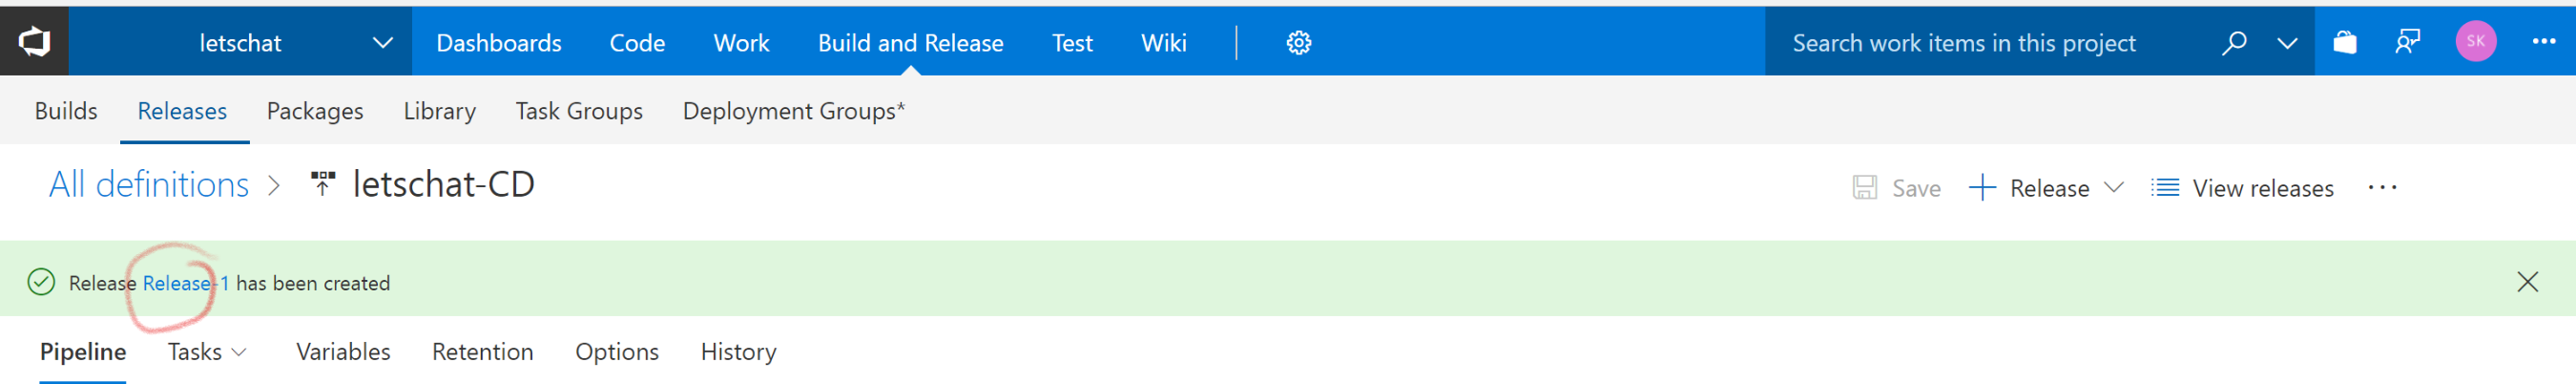 letschat Dashboards Code Work Build and Release Test Wiki Search work items in this project SK
Builds Releases Packages Library Task Groups Deployment Groups*
All definitions > letschat-CD Save + Release View releases ...
Release Release-1 has been created
Pipeline Tasks Variables Retention Options History